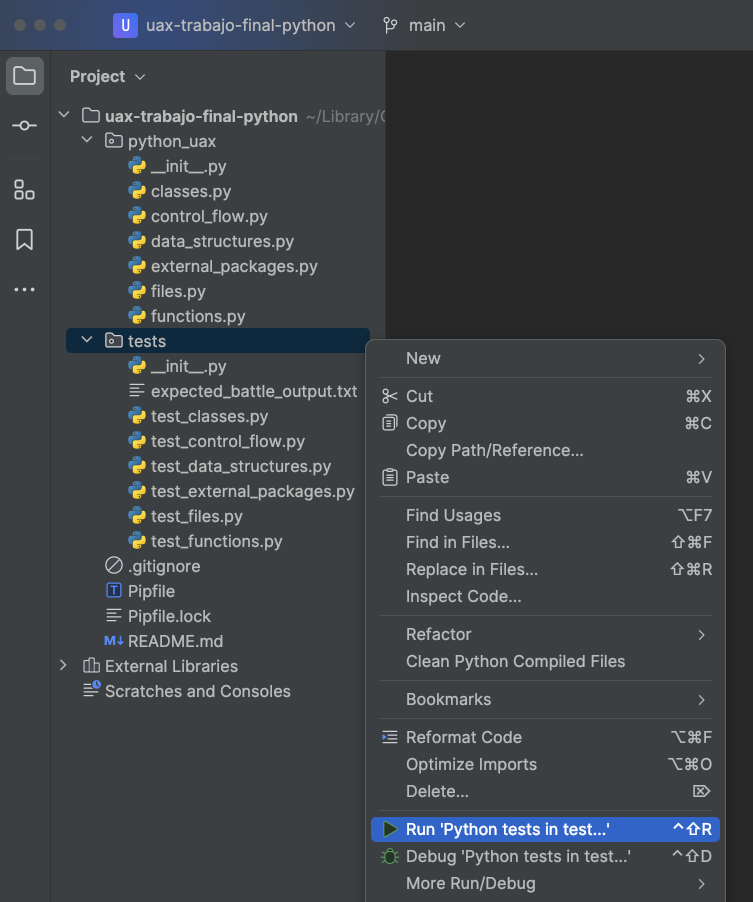 U uax-trabajo-final-python main
Project
uax-trabajo-final-python ~/Library/
python_uax
__init__.py
classes.py
control_flow.py
data_structures.py
external_packages.py
files.py
functions.py
tests
__init__.py
expected_battle_output.txt
test_classes.py
test_control_flow.py
test_data_structures.py
test_external_packages.py
test_files.py
test_functions.py
.gitignore
T Pipfile
Pipfile.lock
M↓ README.md
External Libraries
Scratches and Consoles
New
Cut ⌘X
Copy ⌘C
Copy Path/Reference...
Paste ⌘V
Find Usages ⌥F7
Find in Files... ⇧⌘F
Replace in Files... ⇧⌘R
Inspect Code...
Refactor
Clean Python Compiled Files
Bookmarks
Reformat Code ⌥⌘F
Optimize Imports ⌥⌘O
Delete... ⌦
Run 'Python tests in test...' ^⇧R
Debug 'Python tests in test...' ^⇧D
More Run/Debug